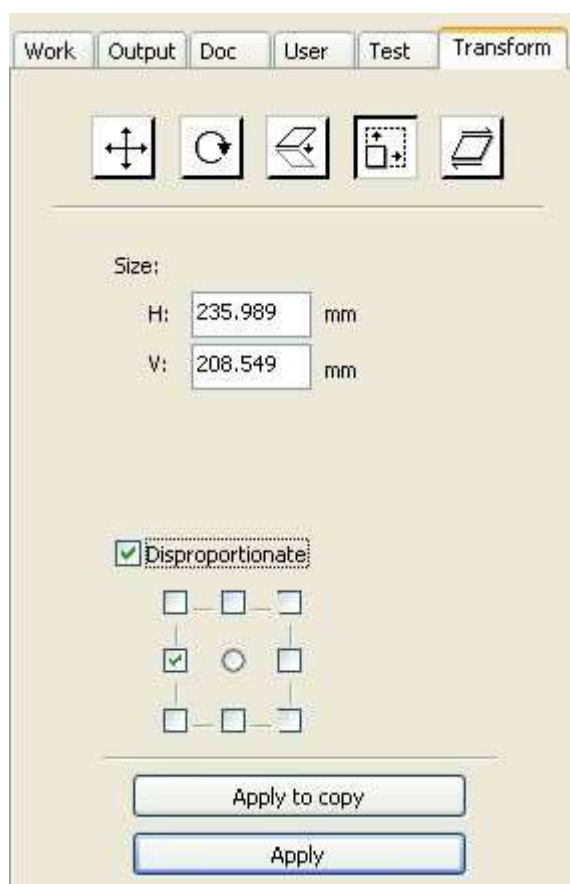 Work Output Doc User Test Transform
Size:
H: 235.989 mm
V: 208.549 mm
Disproportionate
Apply to copy
Apply